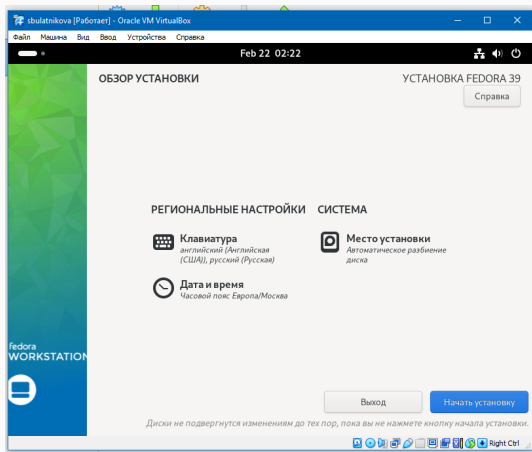 sbulatnikova [Работает] - Oracle VM VirtualBox
Файл Машина Вид Ввод Устройства Справка
Feb 22 02:22
ОБЗОР УСТАНОВКИ
УСТАНОВКА FEDORA 39
Справка
РЕГИОНАЛЬНЫЕ НАСТРОЙКИ
Клавиатура
английский (Английская
(США)), русский (Русская)
Дата и время
Часовой пояс Европа/Москва
СИСТЕМА
Место установки
Автоматическое разбиение
диска
fedora
WORKSTATION
Выход
Начать установку
Диски не подвергнутся изменениям до тех пор, пока вы не нажмете кнопку начала установки.
Right Ctrl